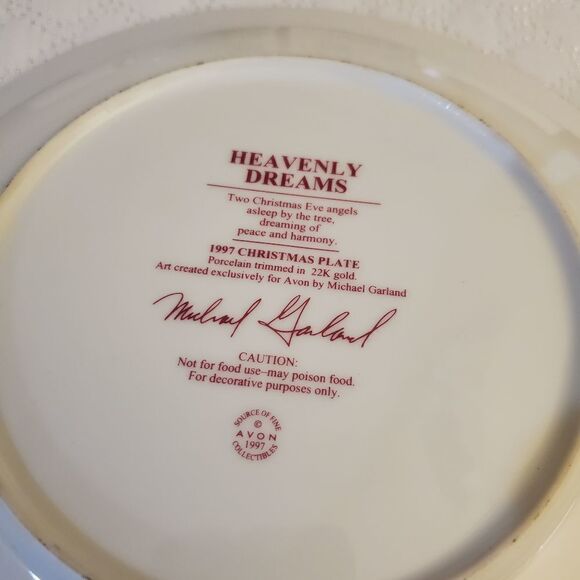 HEAVENLY
DREAMS
Two Christmas Eve angels
asleep by the tree,
dreaming of
peace and harmony.
1997 CHRISTMAS PLATE
Porcelain trimmed in 22K gold.
Art created exclusively for Avon by Michael Garland
Michael Garland
CAUTION:
Not for food use–may poison food.
For decorative purposes only.
SOURCE OF FINE
©
AVON
1997
COLLECTIBLES